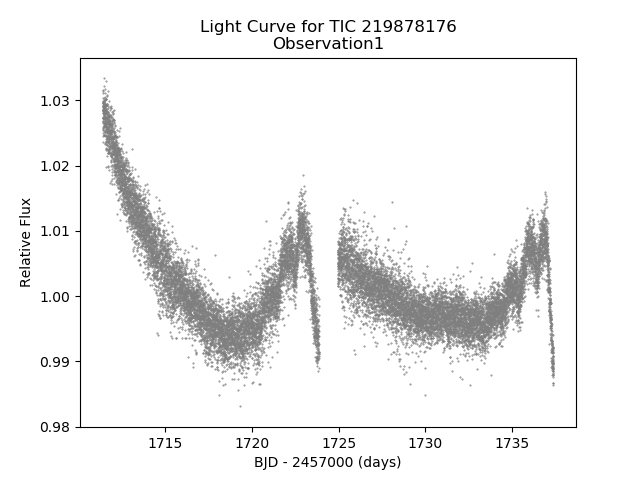 Light Curve for TIC 219878176
Observation1
Relative Flux
1.03
1.02
1.01
1.00
0.99
0.98
1715 1720 1725 1730 1735
BJD - 2457000 (days)